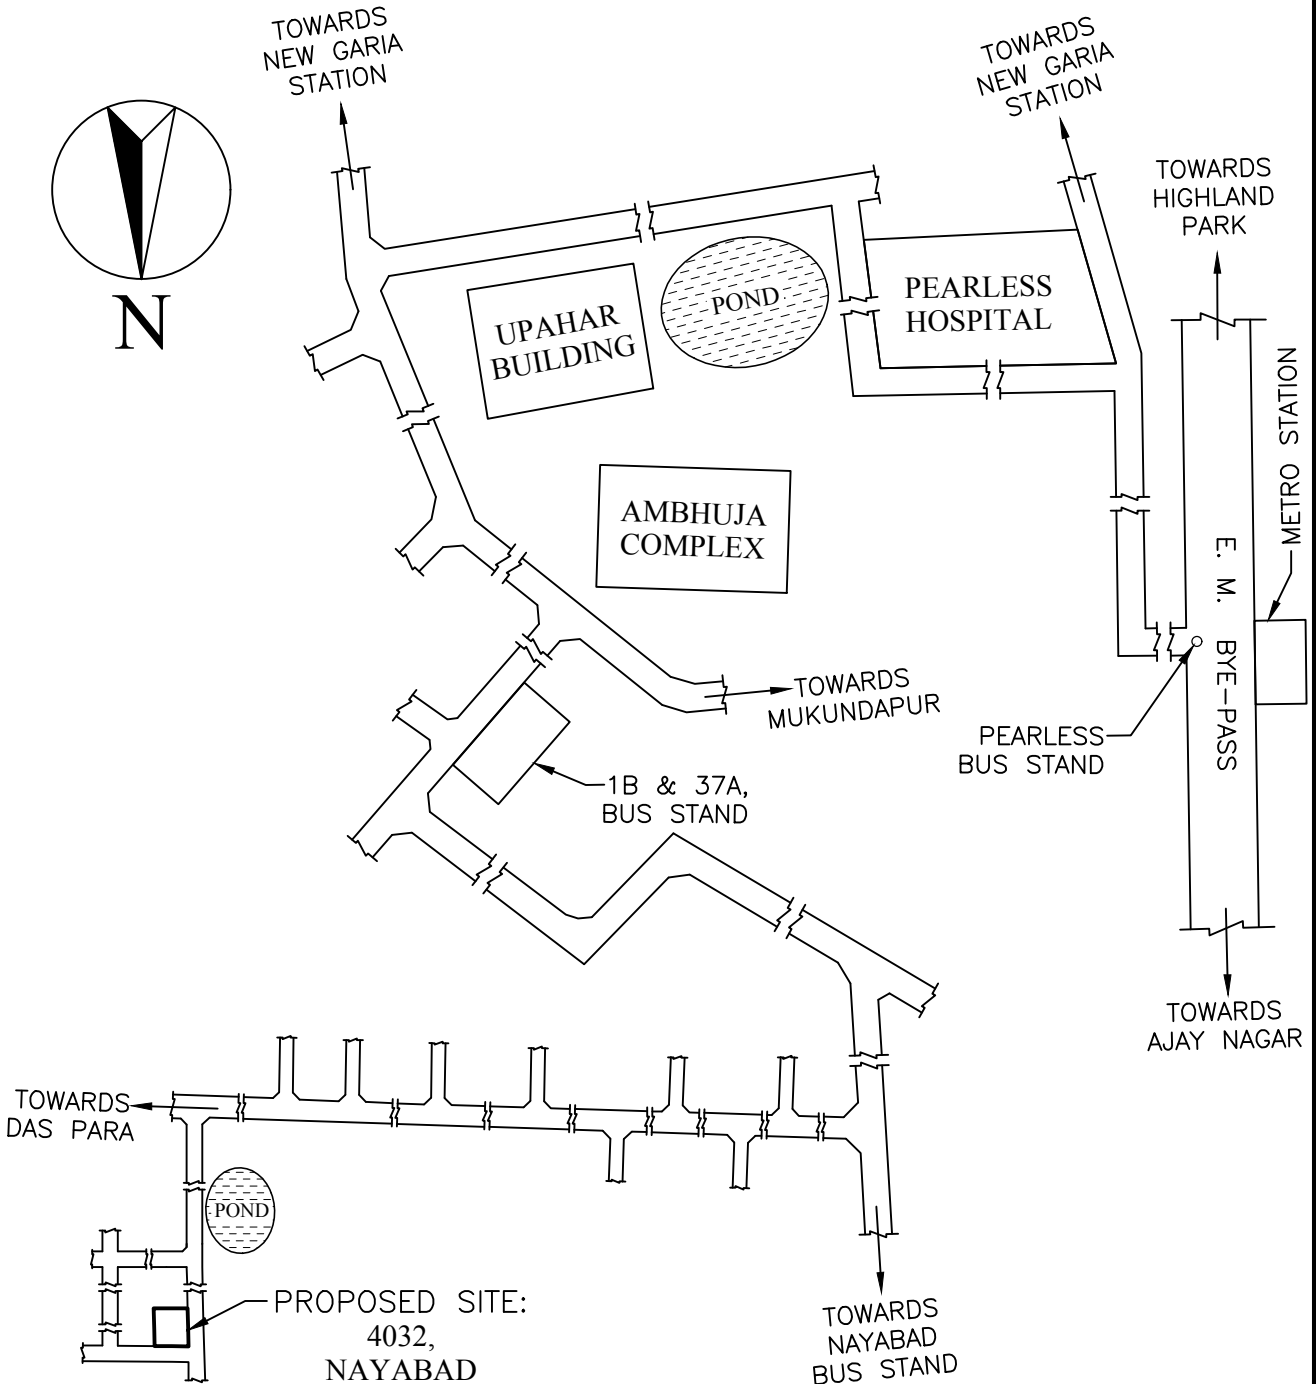 TOWARDS
NEW GARIA
STATION
TOWARDS
NEW GARIA
STATION
TOWARDS
HIGHLAND
PARK
N
UPAHAR
BUILDING
POND
PEARLESS
HOSPITAL
METRO STATION
AMBHUJA
COMPLEX
E. M. BYE-PASS
TOWARDS
MUKUNDAPUR
PEARLESS
BUS STAND
1B & 37A,
BUS STAND
TOWARDS
AJAY NAGAR
TOWARDS
DAS PARA
POND
PROPOSED SITE:
4032,
NAYABAD
TOWARDS
NAYABAD
BUS STAND